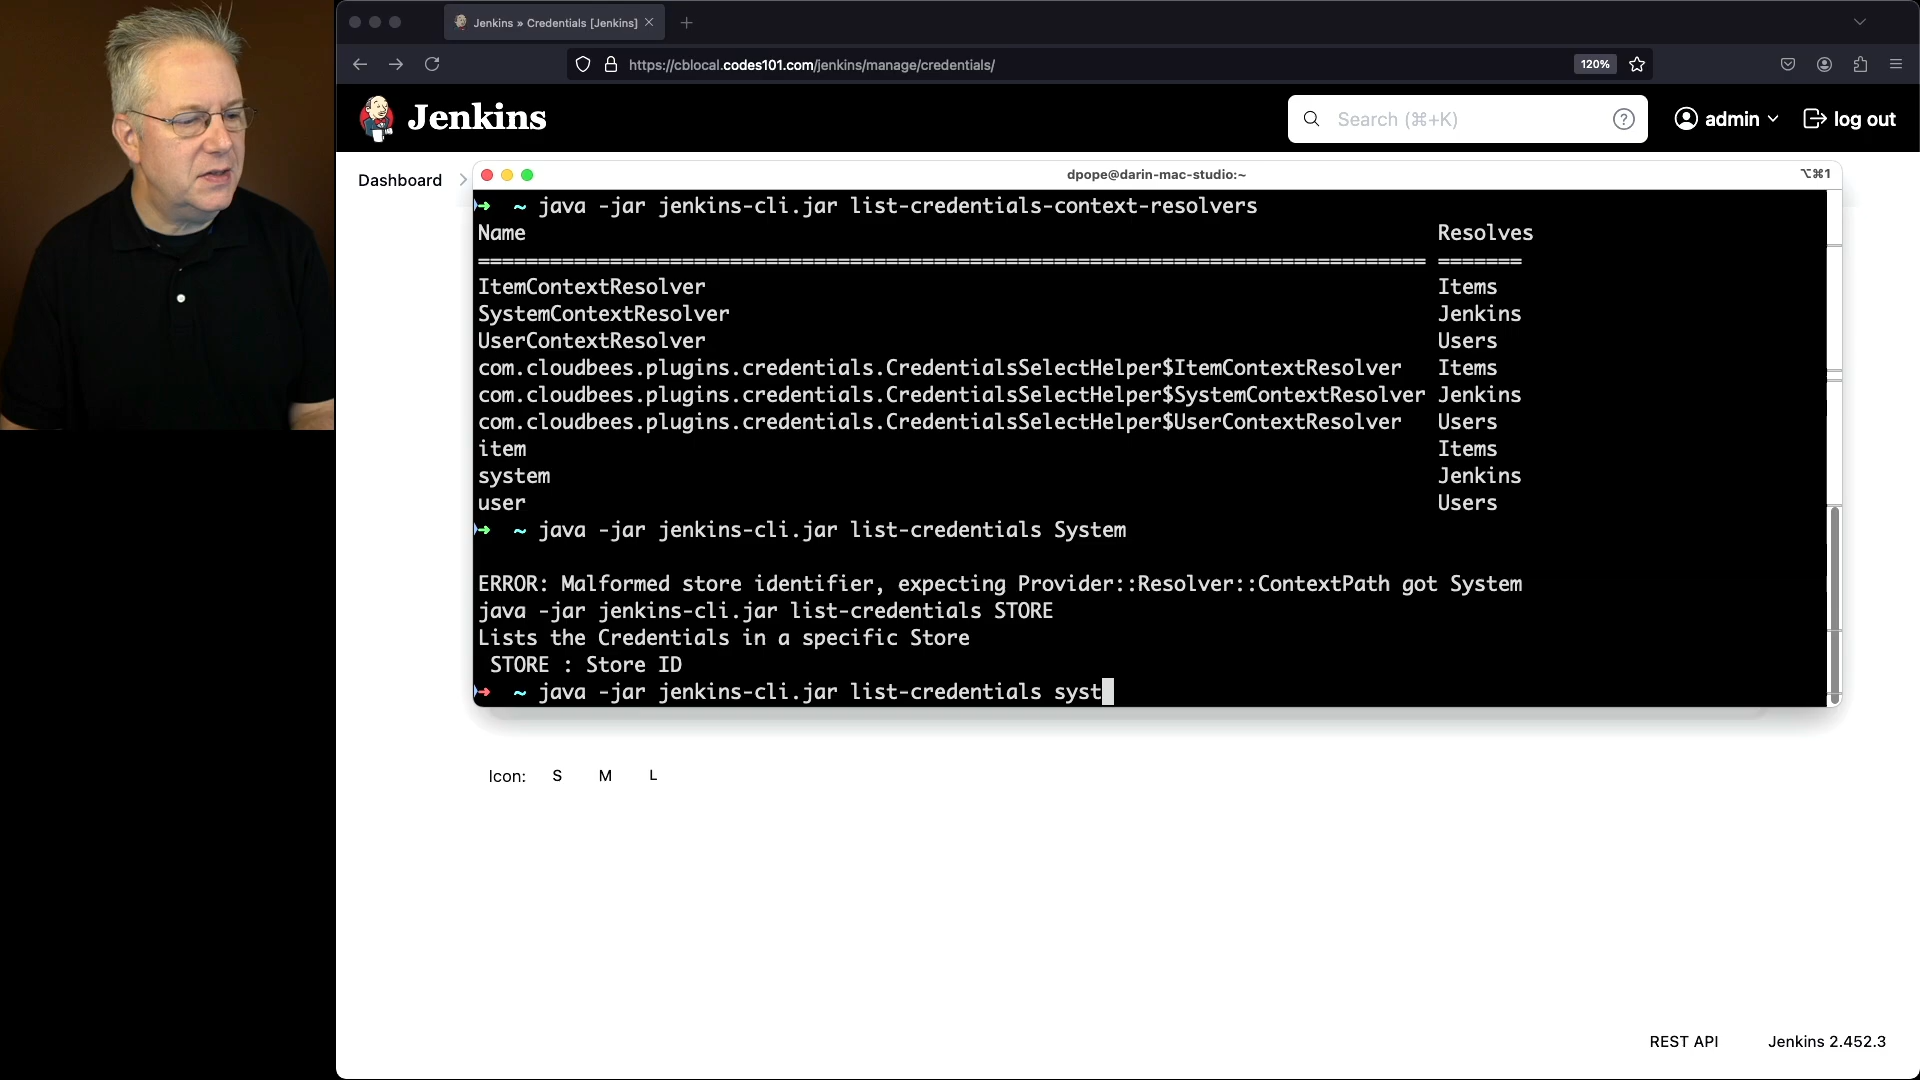 Jenkins » Credentials [Jenkins]
https://cblocal.codes101.com/jenkins/manage/credentials/
120%
Jenkins
Search (⌘+K)
admin
log out
Dashboard
dpope@darin-mac-studio:~
⌥⌘1
➜ ~ java -jar jenkins-cli.jar list-credentials-context-resolvers
Name Resolves
=============================================================================== =======
ItemContextResolver Items
SystemContextResolver Jenkins
UserContextResolver Users
com.cloudbees.plugins.credentials.CredentialsSelectHelper$ItemContextResolver Items
com.cloudbees.plugins.credentials.CredentialsSelectHelper$SystemContextResolver Jenkins
com.cloudbees.plugins.credentials.CredentialsSelectHelper$UserContextResolver Users
item Items
system Jenkins
user Users
➜ ~ java -jar jenkins-cli.jar list-credentials System
ERROR: Malformed store identifier, expecting Provider::Resolver::ContextPath got System
java -jar jenkins-cli.jar list-credentials STORE
Lists the Credentials in a specific Store
STORE : Store ID
➜ ~ java -jar jenkins-cli.jar list-credentials syst
Icon: S M L
REST API
Jenkins 2.452.3